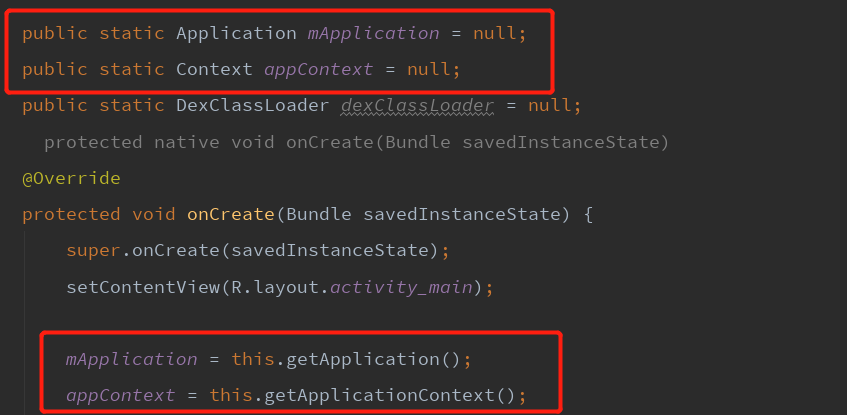 public static Application mApplication = null;
public static Context appContext = null;
public static DexClassLoader dexClassLoader = null;
protected native void onCreate(Bundle savedInstanceState)
@Override
protected void onCreate(Bundle savedInstanceState) {
super.onCreate(savedInstanceState);
setContentView(R.layout.activity_main);
mApplication = this.getApplication();
appContext = this.getApplicationContext();